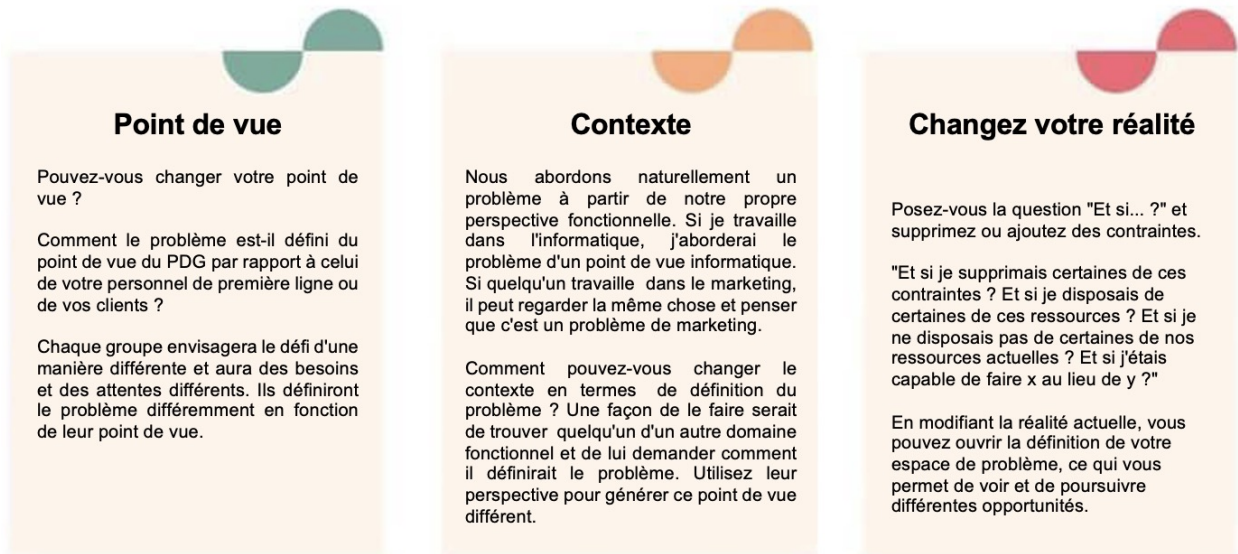 Point de vue
Pouvez-vous changer votre point de
vue ?
Comment le problème est-il défini du
point de vue du PDG par rapport à celui
de votre personnel de première ligne ou
de vos clients ?
Chaque groupe envisagera le défi d'une
manière différente et aura des besoins
et des attentes différents. Ils définiront
le problème différemment en fonction
de leur point de vue.
Contexte
Nous abordons naturellement un
problème à partir de notre propre
perspective fonctionnelle. Si je travaille
dans l'informatique, j'aborderai le
problème d'un point de vue informatique.
Si quelqu'un travaille dans le marketing,
il peut regarder la même chose et penser
que c'est un problème de marketing.
Comment pouvez-vous changer le
contexte en termes de définition du
problème ? Une façon de le faire serait
de trouver quelqu'un d'un autre domaine
fonctionnel et de lui demander comment
il définirait le problème. Utilisez leur
perspective pour générer ce point de vue
différent.
Changez votre réalité
Posez-vous la question "Et si... ?" et
supprimez ou ajoutez des contraintes.
"Et si je supprimais certaines de ces
contraintes ? Et si je disposais de
certaines de ces ressources ? Et si je
ne disposais pas de certaines de nos
ressources actuelles ? Et si j'étais
capable de faire x au lieu de y ?"
En modifiant la réalité actuelle, vous
pouvez ouvrir la définition de votre
espace de problème, ce qui vous
permet de voir et de poursuivre
différentes opportunités.